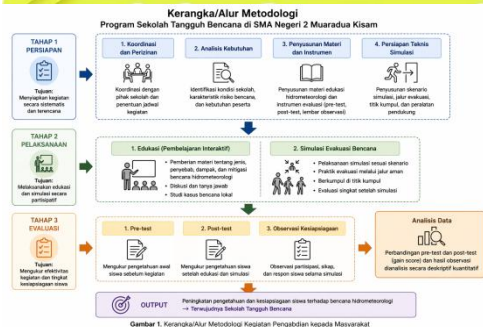 Kerangka/Alur Metodologi
Program Sekolah Tangguh Bencana di SMA Negeri 2 Muaradua Kisam
TAHAP 1
PERSIAPAN
Tujuan:
Menyiapkan kegiatan
secara sistematis dan
terencana
1. Koordinasi
dan Perizinan
Koordinasi dengan
pihak sekolah dan
penentuan jadwal
kegiatan
2. Analisis Kebutuhan
Identifikasi kondisi sekolah,
karakteristik risiko bencana,
dan kebutuhan peserta
3. Penyusunan Materi
dan Instrumen
Penyusunan materi edukasi
hidrometeorologi dan
instrumen evaluasi (pre-test,
post-test, lembar observasi)
4. Persiapan Teknis
Simulasi
Penyusunan skenario
simulasi, jalur evakuasi,
titik kumpul, dan peralatan
pendukung
TAHAP 2
PELAKSANAAN
Tujuan:
Melaksanakan edukasi
dan simulasi secara
partisipatif
1. Edukasi (Pembelajaran Interaktif)
• Pemberian materi tentang jenis,
penyebab, dampak, dan mitigasi
bencana hidrometeorologi
• Diskusi dan tanya jawab
• Studi kasus bencana lokal
2. Simulasi Evakuasi Bencana
• Pelaksanaan simulasi sesuai skenario
• Praktik evakuasi melalui jalur aman
• Berkumpul di titik kumpul
• Evaluasi singkat setelah simulasi
TAHAP 3
EVALUASI
Tujuan:
Mengukur efektivitas
kegiatan dan tingkat
kesiapsiagaan siswa
1. Pre-test
Mengukur pengetahuan awal
siswa sebelum kegiatan
2. Post-test
Mengukur pengetahuan siswa
setelah edukasi dan simulasi
3. Observasi Kesiapsiagaan
Observasi partisipasi, sikap,
dan respon siswa selama simulasi
Analisis Data
Perbandingan pre-test dan post-test
(gain score) dan hasil observasi
dianalisis secara deskriptif kuantitatif
OUTPUT
Peningkatan pengetahuan dan kesiapsiagaan siswa terhadap bencana hidrometeorologi
→ Terwujudnya Sekolah Tangguh Bencana
Gambar 1. Kerangka/Alur Metodologi Kegiatan Pengabdian kepada Masyarakat